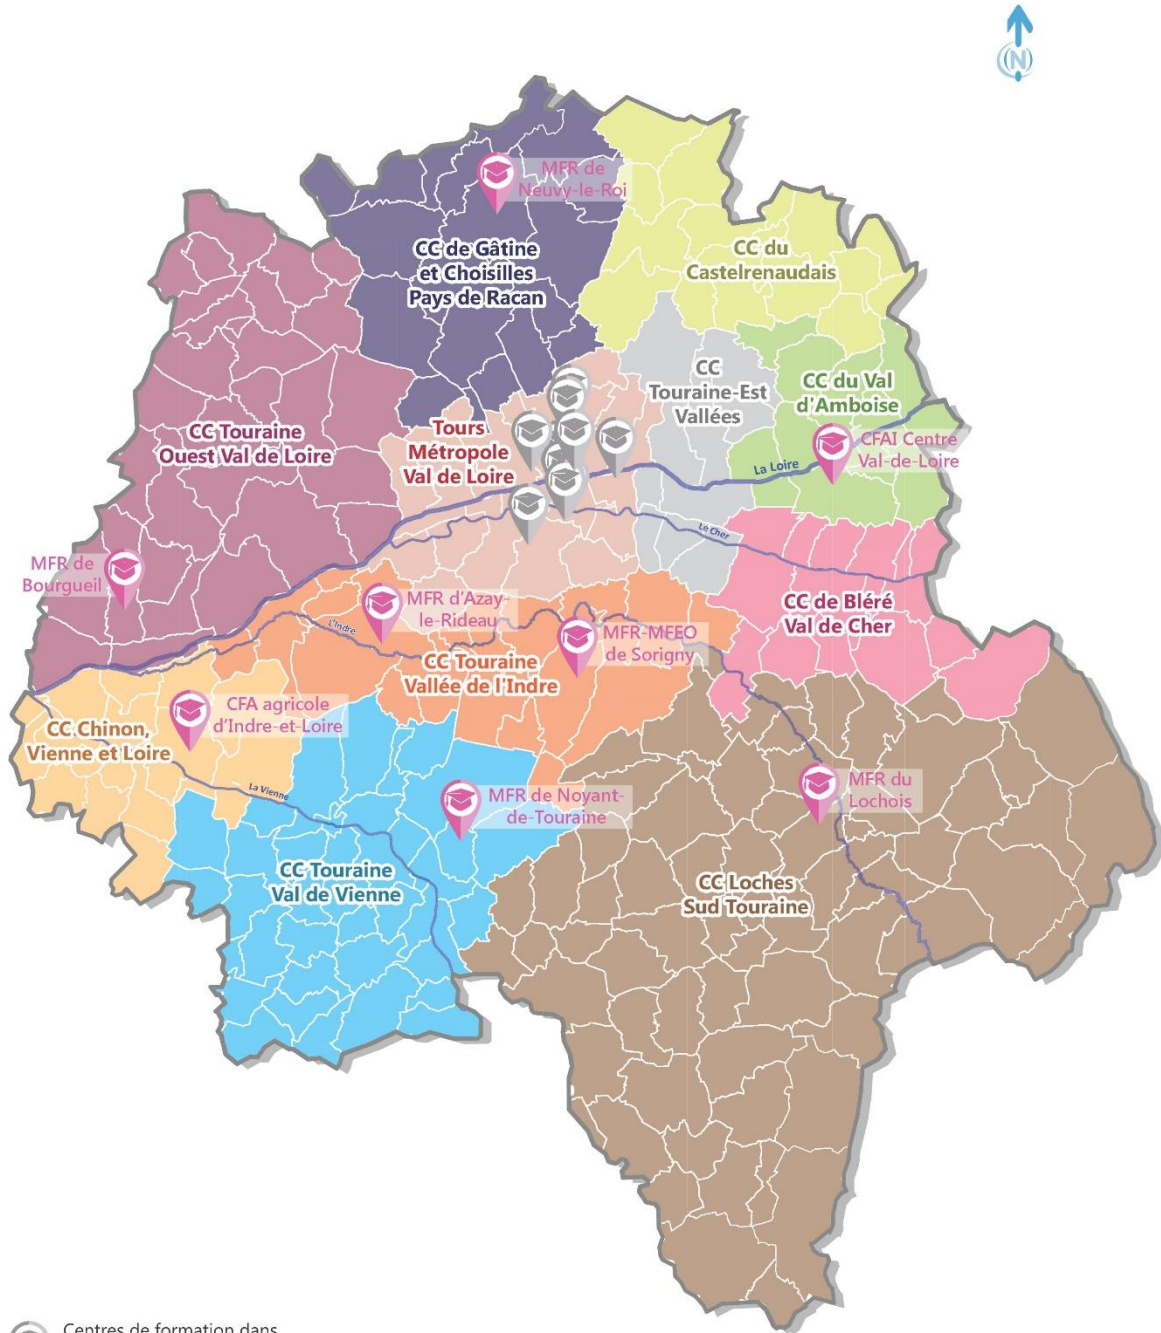 N
MFR de
Neuvy-le-Roi
CC de Gâtine
et Choisilles
Pays de Racan
CC du
Castelrenaudais
CC
Touraine-Est
Vallées
CC du Val
d'Amboise
CC Touraine
Ouest Val de Loire
Tours
Métropole
Val de Loire
CFAI Centre
Val-de-Loire
La Loire
Le Cher
MFR de
Bourgueil
MFR d'Azay-
le-Rideau
L'Indre
MFR-MFEO
de Sorigny
CC de Bléré
Val de Cher
CC Touraine
Vallée de l'Indre
CFA agricole
d'Indre-et-Loire
CC Chinon,
Vienne et Loire
La Vienne
MFR de Noyant-
de-Touraine
MFR du
Lochois
CC Touraine
Val de Vienne
CC Loches
Sud Touraine
Centres de formation dans